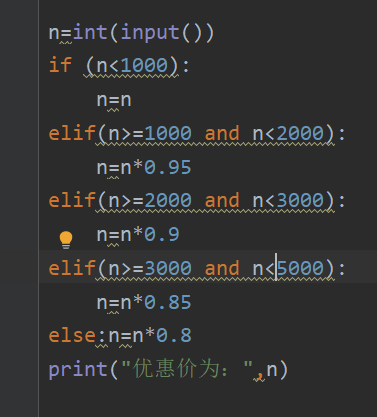 n=int(input())
if (n<1000):
    n=n
elif(n>=1000 and n<2000):
    n=n*0.95
elif(n>=2000 and n<3000):
    n=n*0.9
elif(n>=3000 and n<5000):
    n=n*0.85
else:n=n*0.8
print("优惠价为：",n)